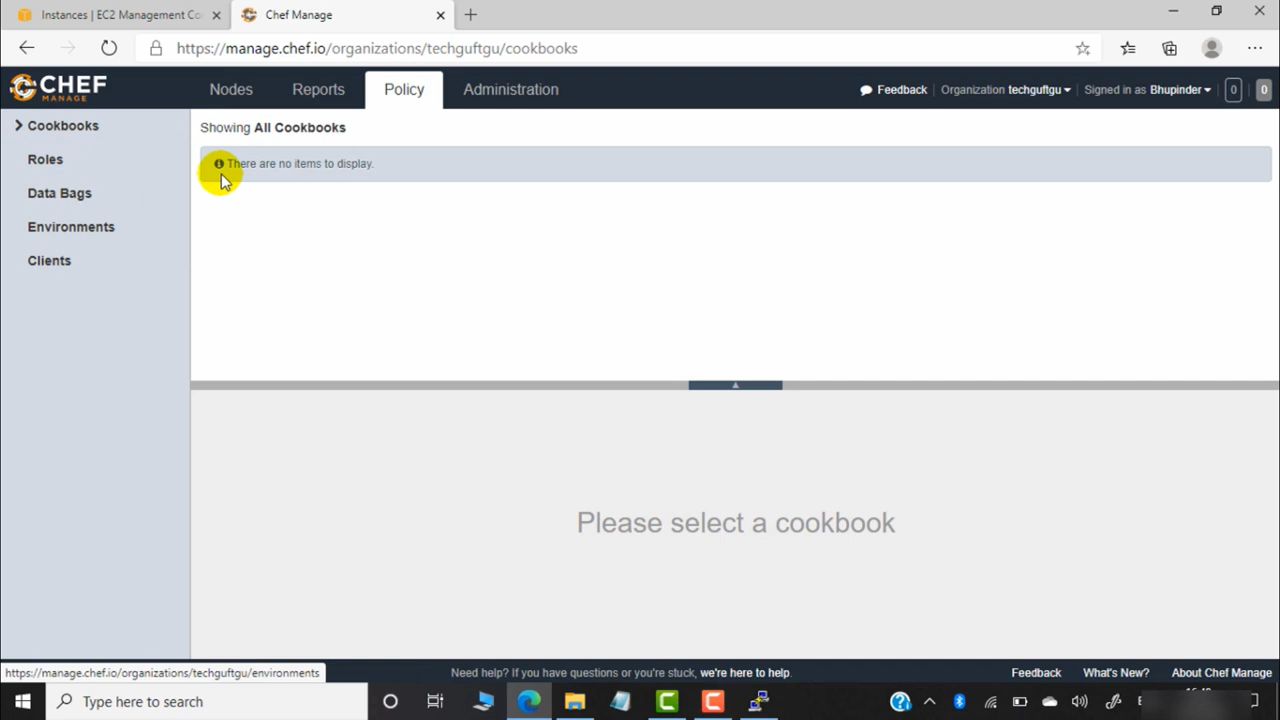 Instances | EC2 Management Co
Chef Manage
https://manage.chef.io/organizations/techguftgu/cookbooks
CHEF
MANAGE
Nodes
Reports
Policy
Administration
Feedback
Organization techguftgu
Signed in as Bhupinder
0
0
Cookbooks
Roles
Data Bags
Environments
Clients
Showing All Cookbooks
There are no items to display.
Please select a cookbook
https://manage.chef.io/organizations/techguftgu/environments
Need help? If you have questions or you're stuck, we're here to help.
Feedback
What's New?
About Chef Manage
Type here to search